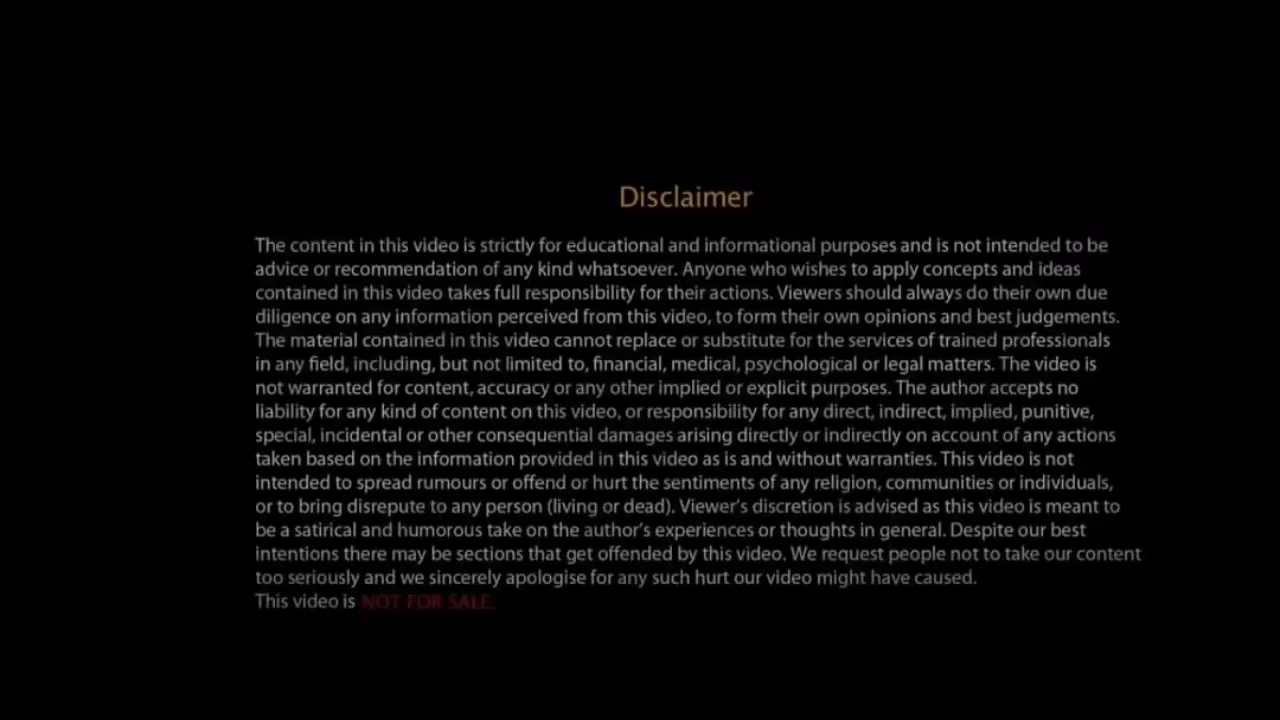 Disclaimer
The content in this video is strictly for educational and informational purposes and is not intended to be
advice or recommendation of any kind whatsoever. Anyone who wishes to apply concepts and ideas
contained in this video takes full responsibility for their actions. Viewers should always do their own due
diligence on any information perceived from this video, to form their own opinions and best judgements.
The material contained in this video cannot replace or substitute for the services of trained professionals
in any field, including, but not limited to, financial, medical, psychological or legal matters. The video is
not warranted for content, accuracy or any other implied or explicit purposes. The author accepts no
liability for any kind of content on this video, or responsibility for any direct, indirect, implied, punitive,
special, incidental or other consequential damages arising directly or indirectly on account of any actions
taken based on the information provided in this video as is and without warranties. This video is not
intended to spread rumours or offend or hurt the sentiments of any religion, communities or individuals,
or to bring disrepute to any person (living or dead). Viewer's discretion is advised as this video is meant to
be a satirical and humorous take on the author's experiences or thoughts in general. Despite our best
intentions there may be sections that get offended by this video. We request people not to take our content
too seriously and we sincerely apologise for any such hurt our video might have caused.
This video is NOT FOR SALE.